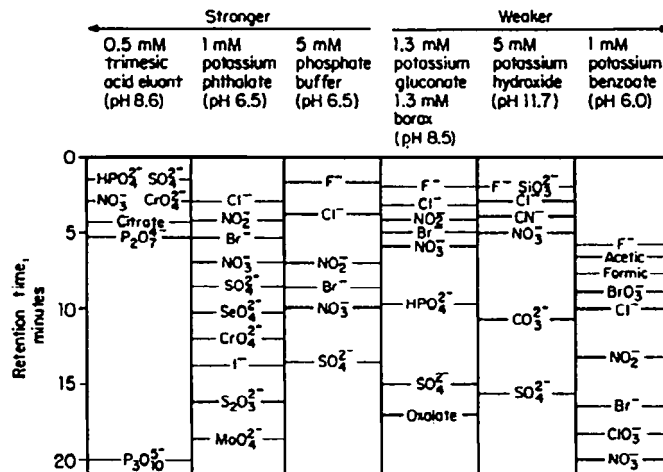 Stronger Weaker
0.5 mM 1 mM 5 mM 1.3 mM 5 mM 1 mM
trimesic potassium phosphate potassium potassium potassium
acid eluant phthalate buffer gluconate hydroxide benzoate
(pH 8.6) (pH 6.5) (pH 6.5) 1.3 mM (pH 11.7) (pH 6.0)
borax
(pH 8.5)
0
HPO₄²⁻ SO₄²⁻ F⁻ F⁻ F⁻ SiO₃²⁻
NO₃⁻ CrO₄²⁻ Cl⁻ Cl⁻ Cl⁻
Citrate NO₂⁻ Cl⁻ NO₂⁻ CN⁻
5 P₂O₇⁴⁻ Br⁻ Br⁻ NO₃⁻
NO₃⁻ F⁻
Acetic
NO₃⁻ NO₂⁻ Formic
SO₄²⁻ Br⁻ BrO₃⁻
10 SeO₄²⁻ NO₃⁻ HPO₄²⁻ CO₃²⁻ Cl⁻
CrO₄²⁻
I⁻ SO₄²⁻ NO₂⁻
15 SO₄²⁻ SO₄²⁻
S₂O₃²⁻ Oxalate Br⁻
MoO₄²⁻ ClO₃⁻
20 P₃O₁₀⁵⁻ NO₃⁻
Retention time,
minutes